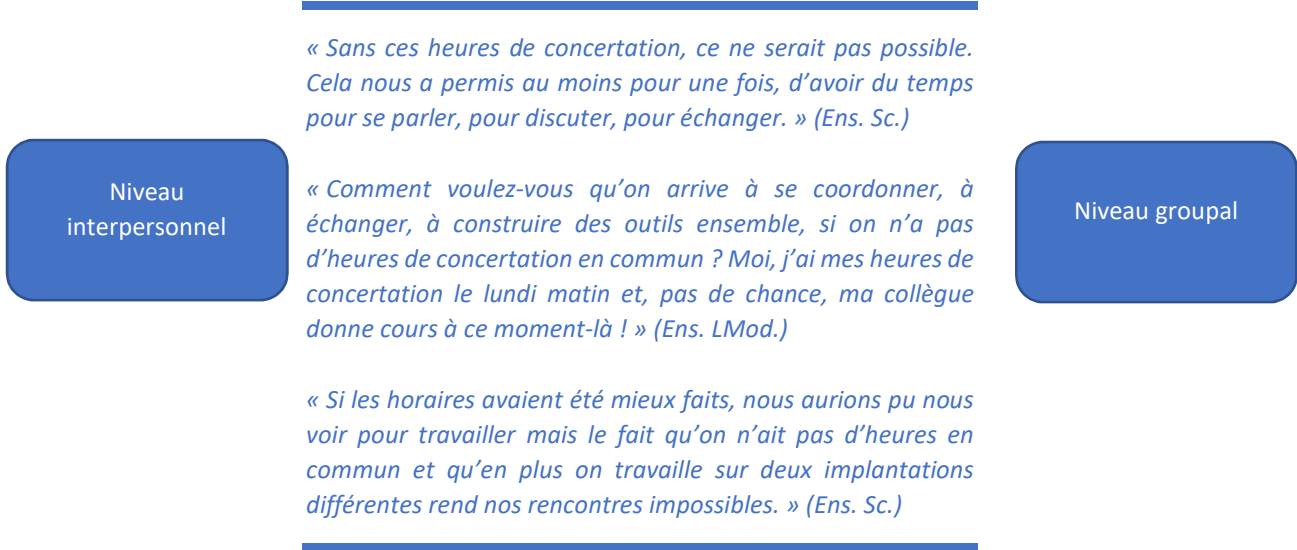 Niveau
interpersonnel
« Sans ces heures de concertation, ce ne serait pas possible.
Cela nous a permis au moins pour une fois, d’avoir du temps
pour se parler, pour discuter, pour échanger. » (Ens. Sc.)
« Comment voulez-vous qu’on arrive à se coordonner, à
échanger, à construire des outils ensemble, si on n’a pas
d’heures de concertation en commun ? Moi, j’ai mes heures de
concertation le lundi matin et, pas de chance, ma collègue
donne cours à ce moment-là ! » (Ens. LMod.)
« Si les horaires avaient été mieux faits, nous aurions pu nous
voir pour travailler mais le fait qu’on n’ait pas d’heures en
commun et qu’en plus on travaille sur deux implantations
différentes rend nos rencontres impossibles. » (Ens. Sc.)
Niveau groupal